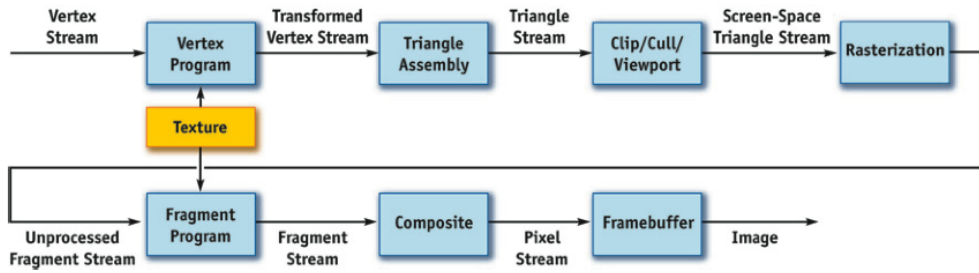 Vertex
Stream
Vertex
Program
Transformed
Vertex Stream
Triangle
Assembly
Triangle
Stream
Clip/Cull/
Viewport
Screen-Space
Triangle Stream
Rasterization
Texture
Unprocessed
Fragment Stream
Fragment
Program
Fragment
Stream
Composite
Pixel
Stream
Framebuffer
Image